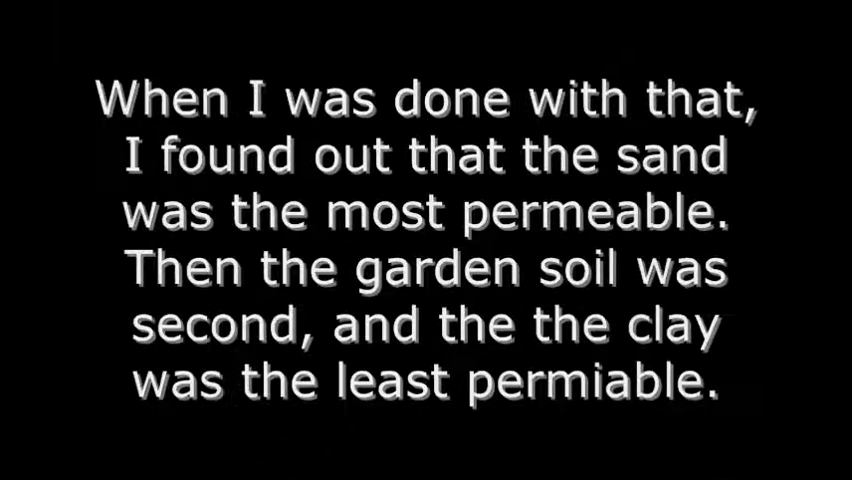 When I was done with that,
I found out that the sand
was the most permeable.
Then the garden soil was
second, and the the clay
was the least permiable.